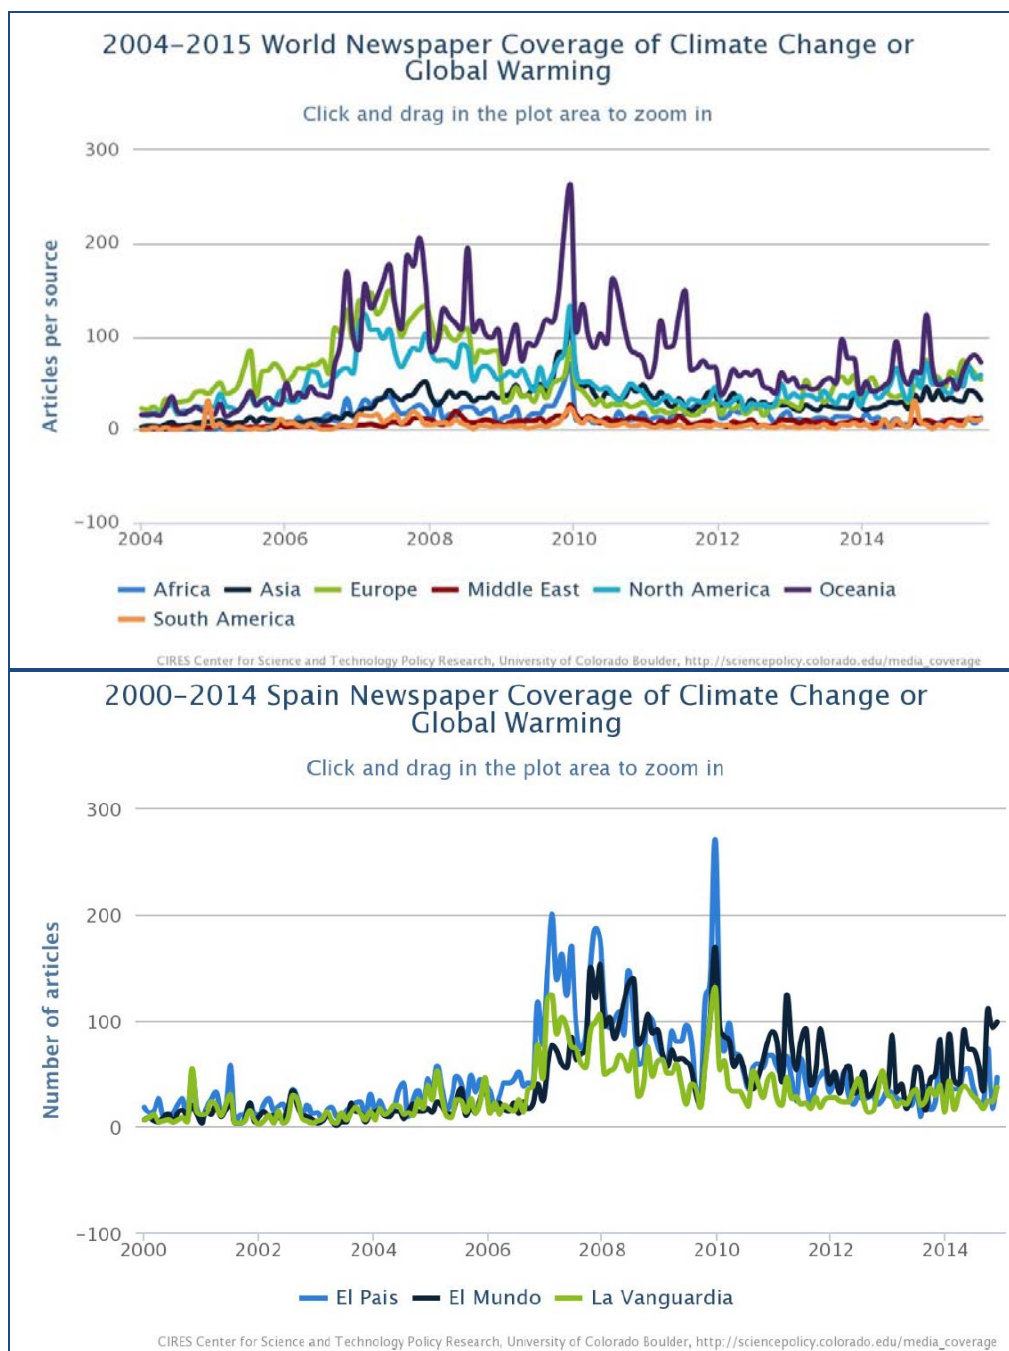 2004–2015 World Newspaper Coverage of Climate Change or
Global Warming
Click and drag in the plot area to zoom in
Articles per source
300
200
100
0
−100
2004 2006 2008 2010 2012 2014
Africa Asia Europe Middle East North America Oceania
South America
CIRES Center for Science and Technology Policy Research, University of Colorado Boulder, http://sciencepolicy.colorado.edu/media_coverage
2000–2014 Spain Newspaper Coverage of Climate Change or
Global Warming
Click and drag in the plot area to zoom in
Number of articles
300
200
100
0
−100
2000 2002 2004 2006 2008 2010 2012 2014
El Pais El Mundo La Vanguardia
CIRES Center for Science and Technology Policy Research, University of Colorado Boulder, http://sciencepolicy.colorado.edu/media_coverage